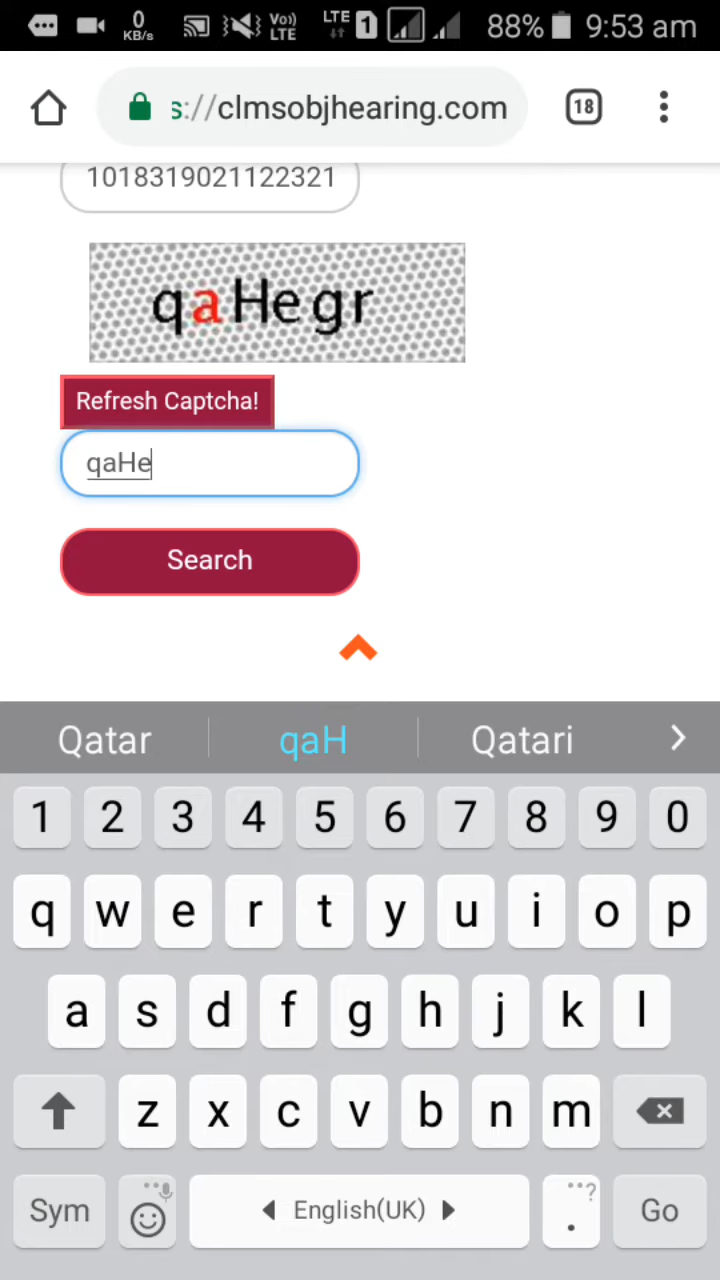 0 KB/s Vo)) LTE LTE 1 88% 9:53 am
s://clmsobjhearing.com 18
1018319021122321
qaHegr
Refresh Captcha!
qaHe
Search
Qatar qaH Qatari
1 2 3 4 5 6 7 8 9 0
q w e r t y u i o p
a s d f g h j k l
z x c v b n m
Sym English(UK) . ? Go